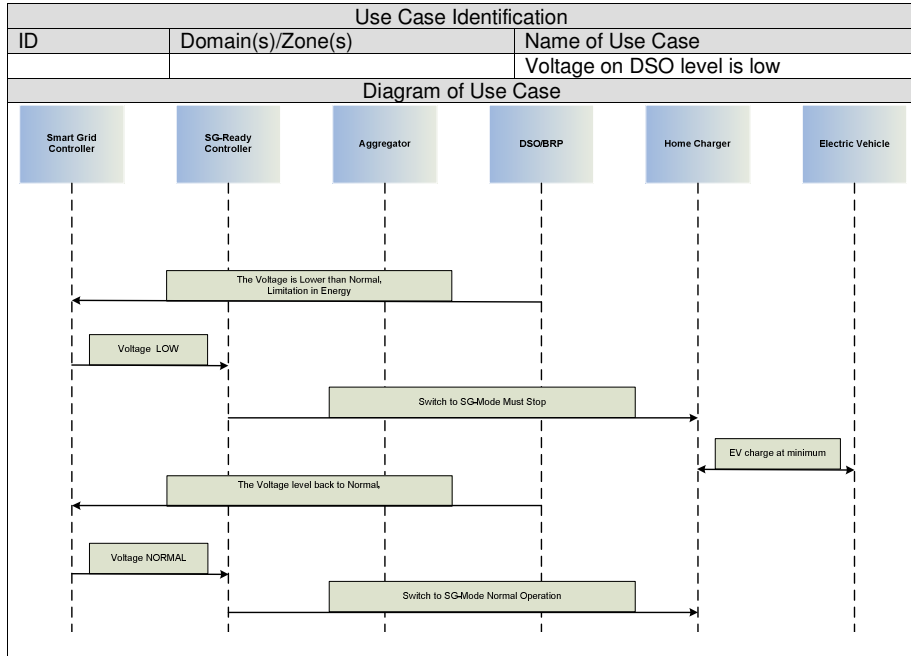 Use Case Identification
ID Domain(s)/Zone(s) Name of Use Case
Voltage on DSO level is low
Diagram of Use Case
Smart Grid
Controller
SG-Ready
Controller
Aggregator
DSO/BRP
Home Charger
Electric Vehicle
The Voltage is Lower than Normal,
Limitation in Energy
Voltage LOW
Switch to SG-Mode Must Stop
EV charge at minimum
The Voltage level back to Normal,
Voltage NORMAL
Switch to SG-Mode Normal Operation